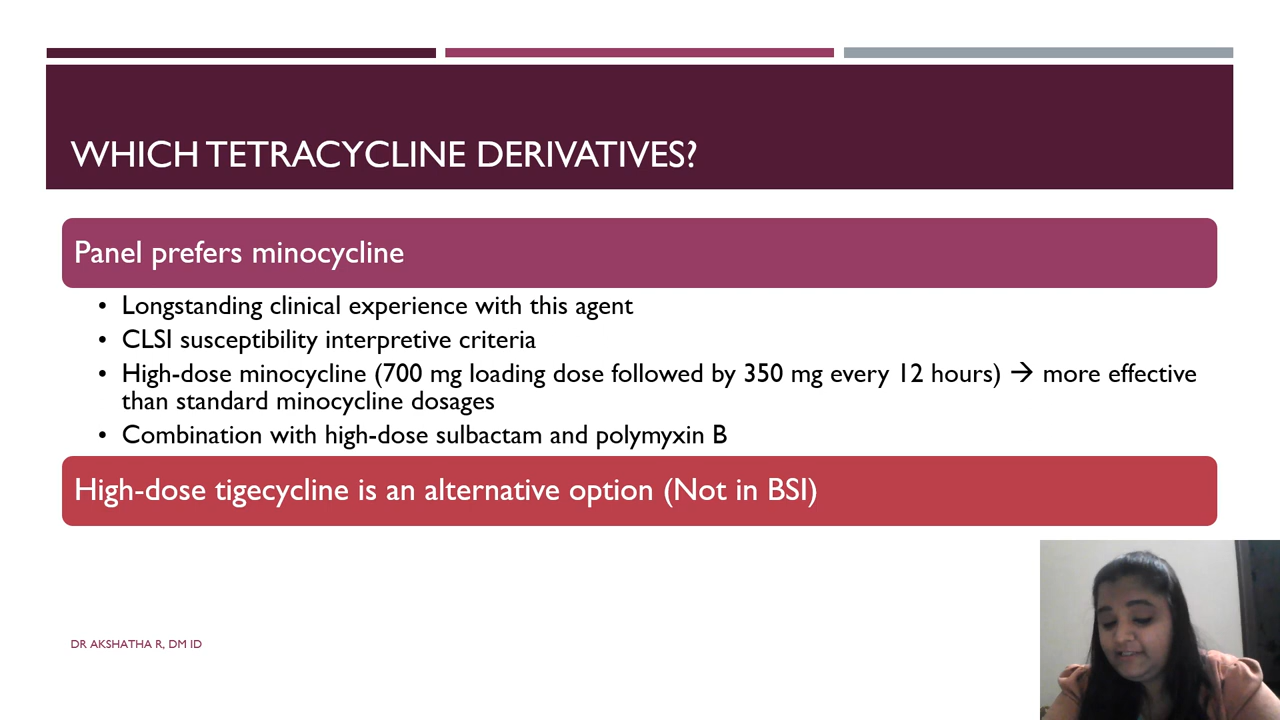 WHICH TETRACYCLINE DERIVATIVES?
Panel prefers minocycline
• Longstanding clinical experience with this agent
• CLSI susceptibility interpretive criteria
• High-dose minocycline (700 mg loading dose followed by 350 mg every 12 hours) → more effective
than standard minocycline dosages
• Combination with high-dose sulbactam and polymyxin B
High-dose tigecycline is an alternative option (Not in BSI)
DR AKSHATHA R, DM ID